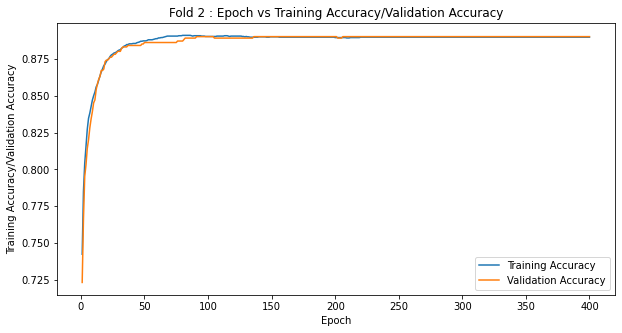 Fold 2 : Epoch vs Training Accuracy/Validation Accuracy
Training Accuracy/Validation Accuracy
0.875
0.850
0.825
0.800
0.775
0.750
0.725
0 50 100 150 200 250 300 350 400
Epoch
Training Accuracy
Validation Accuracy